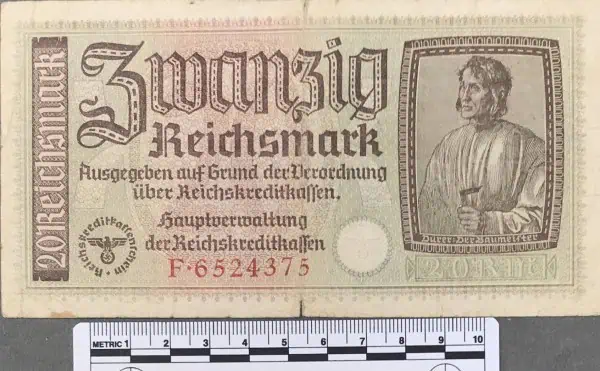 20 Reichsmark
Zwanzig
Reichsmark
Ausgegeben auf Grund der Verordnung
über Reichskreditkassen.
Hauptverwaltung
der Reichskreditkassen
F·6524375
Reichskreditkassenschein
Dürer·Der Baumeister
20 RM
METRIC 1 2 3 4 5 6 7 8 9 10